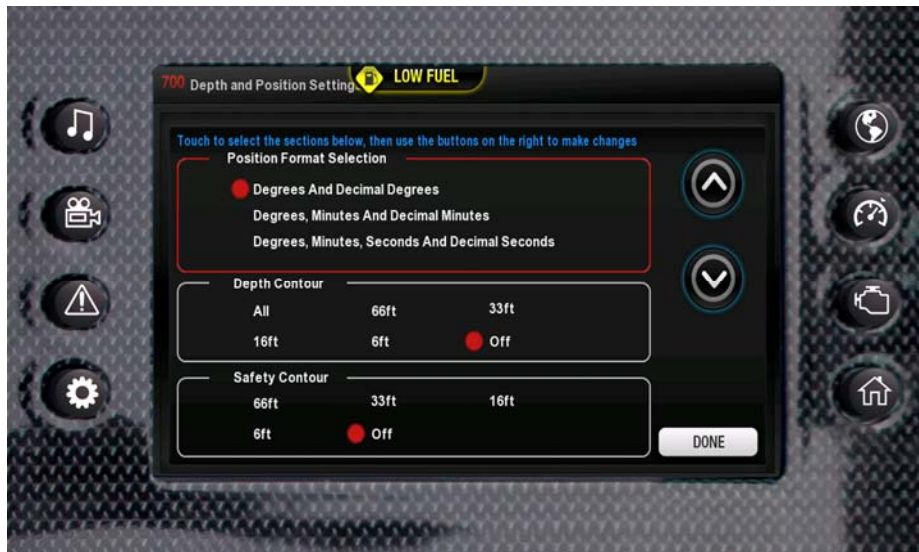 LOW FUEL
700 Depth and Position Setting
Touch to select the sections below, then use the buttons on the right to make changes
Position Format Selection
Degrees And Decimal Degrees
Degrees, Minutes And Decimal Minutes
Degrees, Minutes, Seconds And Decimal Seconds
Depth Contour
All 66ft 33ft
16ft 6ft Off
Safety Contour
66ft 33ft 16ft
6ft Off
DONE